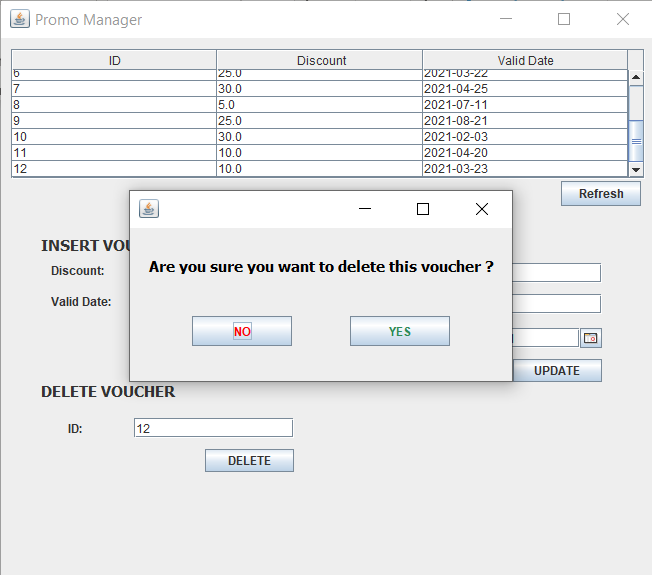 Promo Manager
ID Discount Valid Date
6 25.0 2021-03-22
7 30.0 2021-04-25
8 5.0 2021-07-11
9 25.0 2021-08-21
10 30.0 2021-02-03
11 10.0 2021-04-20
12 10.0 2021-03-23
Refresh
INSERT VOU
Discount:
Valid Date:
Are you sure you want to delete this voucher ?
NO YES
UPDATE
DELETE VOUCHER
ID: 12
DELETE